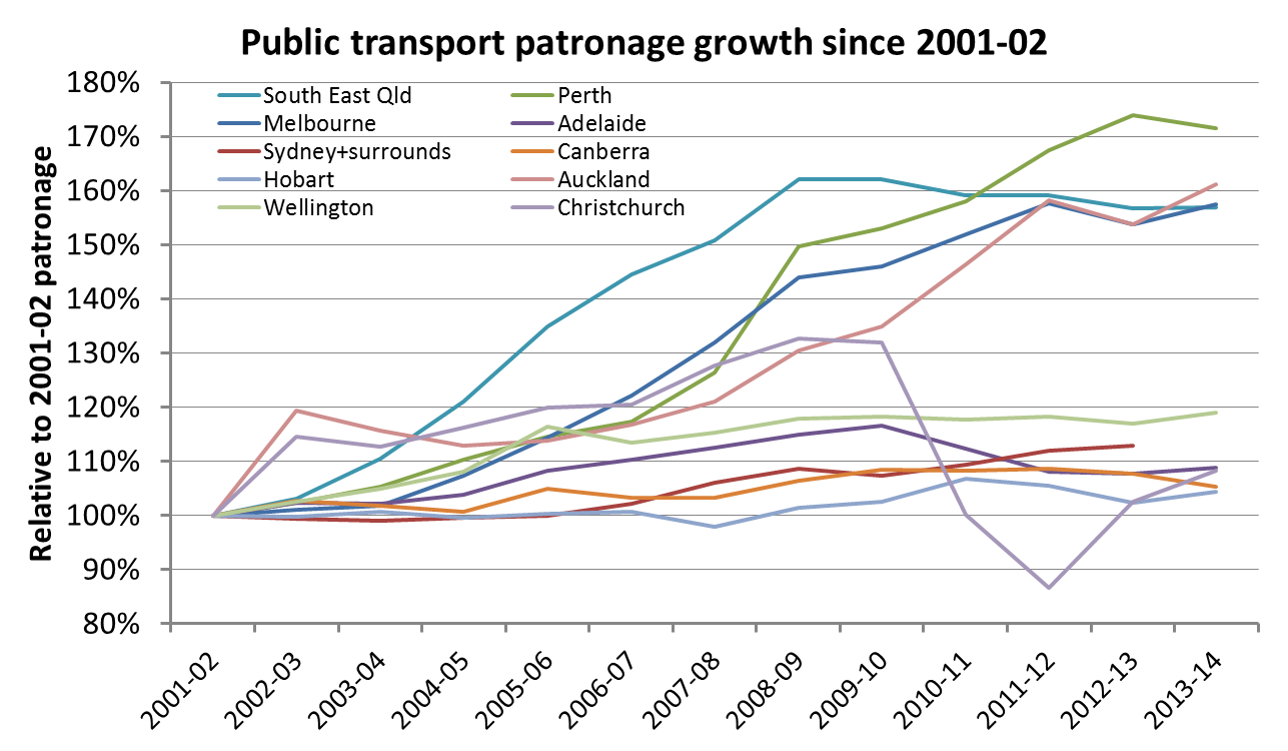 Public transport patronage growth since 2001-02
Relative to 2001-02 patronage
180%
170%
160%
150%
140%
130%
120%
110%
100%
90%
80%
South East Qld
Perth
Melbourne
Adelaide
Sydney+surrounds
Canberra
Hobart
Auckland
Wellington
Christchurch
2001-02
2002-03
2003-04
2004-05
2005-06
2006-07
2007-08
2008-09
2009-10
2010-11
2011-12
2012-13
2013-14